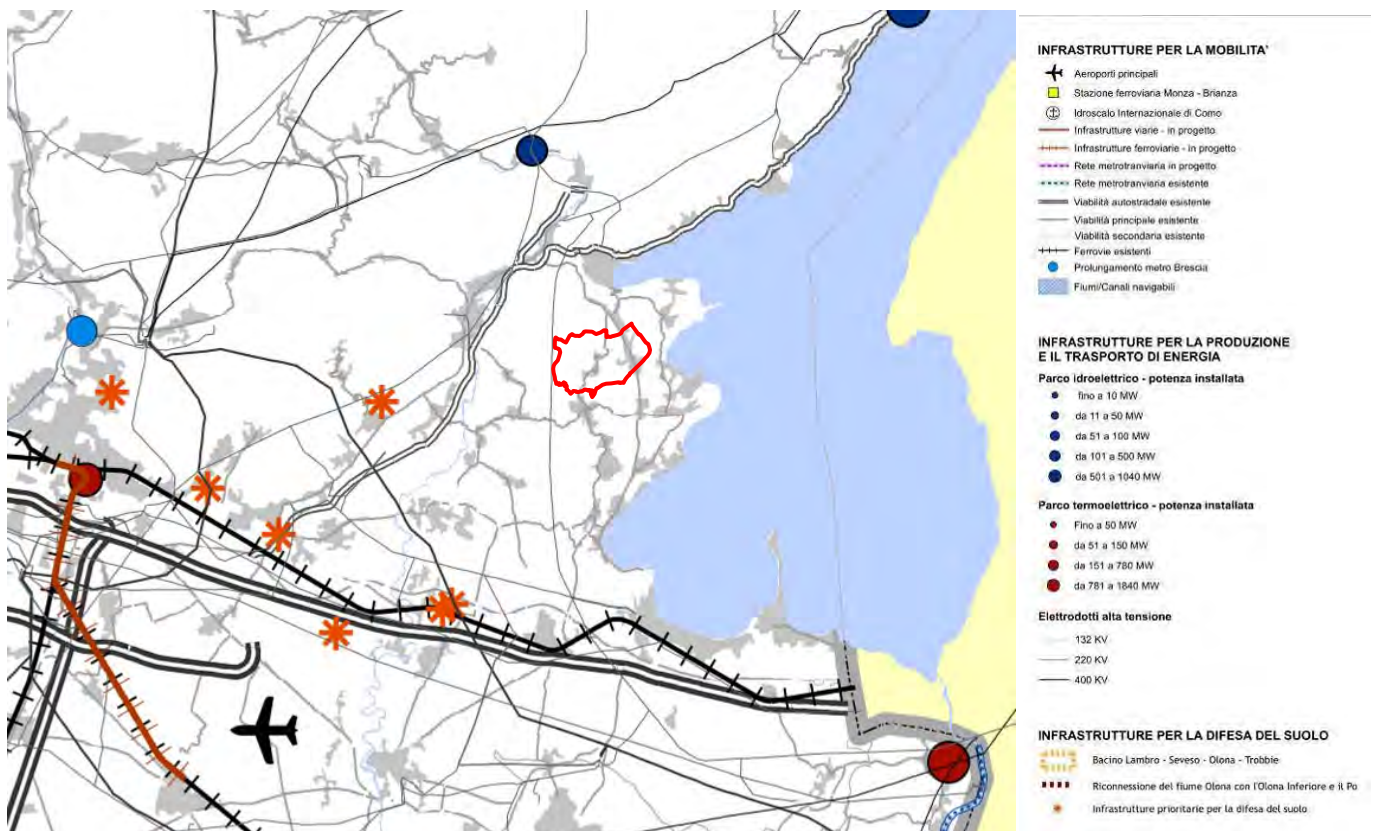 INFRASTRUTTURE PER LA MOBILITA'
Aeroporti principali
Stazione ferroviaria Monza - Brianza
Idroscalo Internazionale di Como
Infrastrutture viarie - in progetto
Infrastrutture ferroviarie - in progetto
Rete metrotranviaria in progetto
Rete metrotranviaria esistente
Viabilità autostradale esistente
Viabilità principale esistente
Viabilità secondaria esistente
Ferrovie esistenti
Prolungamento metro Brescia
Fiumi/Canali navigabili
INFRASTRUTTURE PER LA PRODUZIONE
E IL TRASPORTO DI ENERGIA
Parco idroelettrico - potenza installata
fino a 10 MW
da 11 a 50 MW
da 51 a 100 MW
da 101 a 500 MW
da 501 a 1040 MW
Parco termoelettrico - potenza installata
Fino a 50 MW
da 51 a 150 MW
da 151 a 780 MW
da 781 a 1840 MW
Elettrodotti alta tensione
132 KV
220 KV
400 KV
INFRASTRUTTURE PER LA DIFESA DEL SUOLO
Bacino Lambro - Seveso - Olona - Trobbie
Riconnessione del fiume Olona con l'Olona Inferiore e il Po
Infrastrutture prioritarie per la difesa del suolo